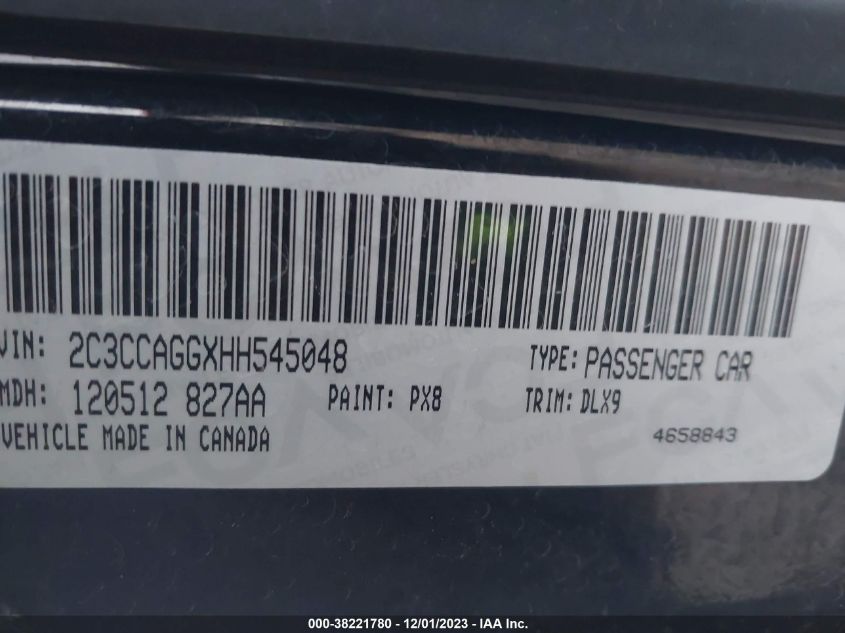 VIN: 2C3CCAGGXHH545048 TYPE: PASSENGER CAR
MDH: 120512 827AA PAINT: PX8 TRIM: DLX9
VEHICLE MADE IN CANADA 4658843
000-38221780 - 12/01/2023 - IAA Inc.